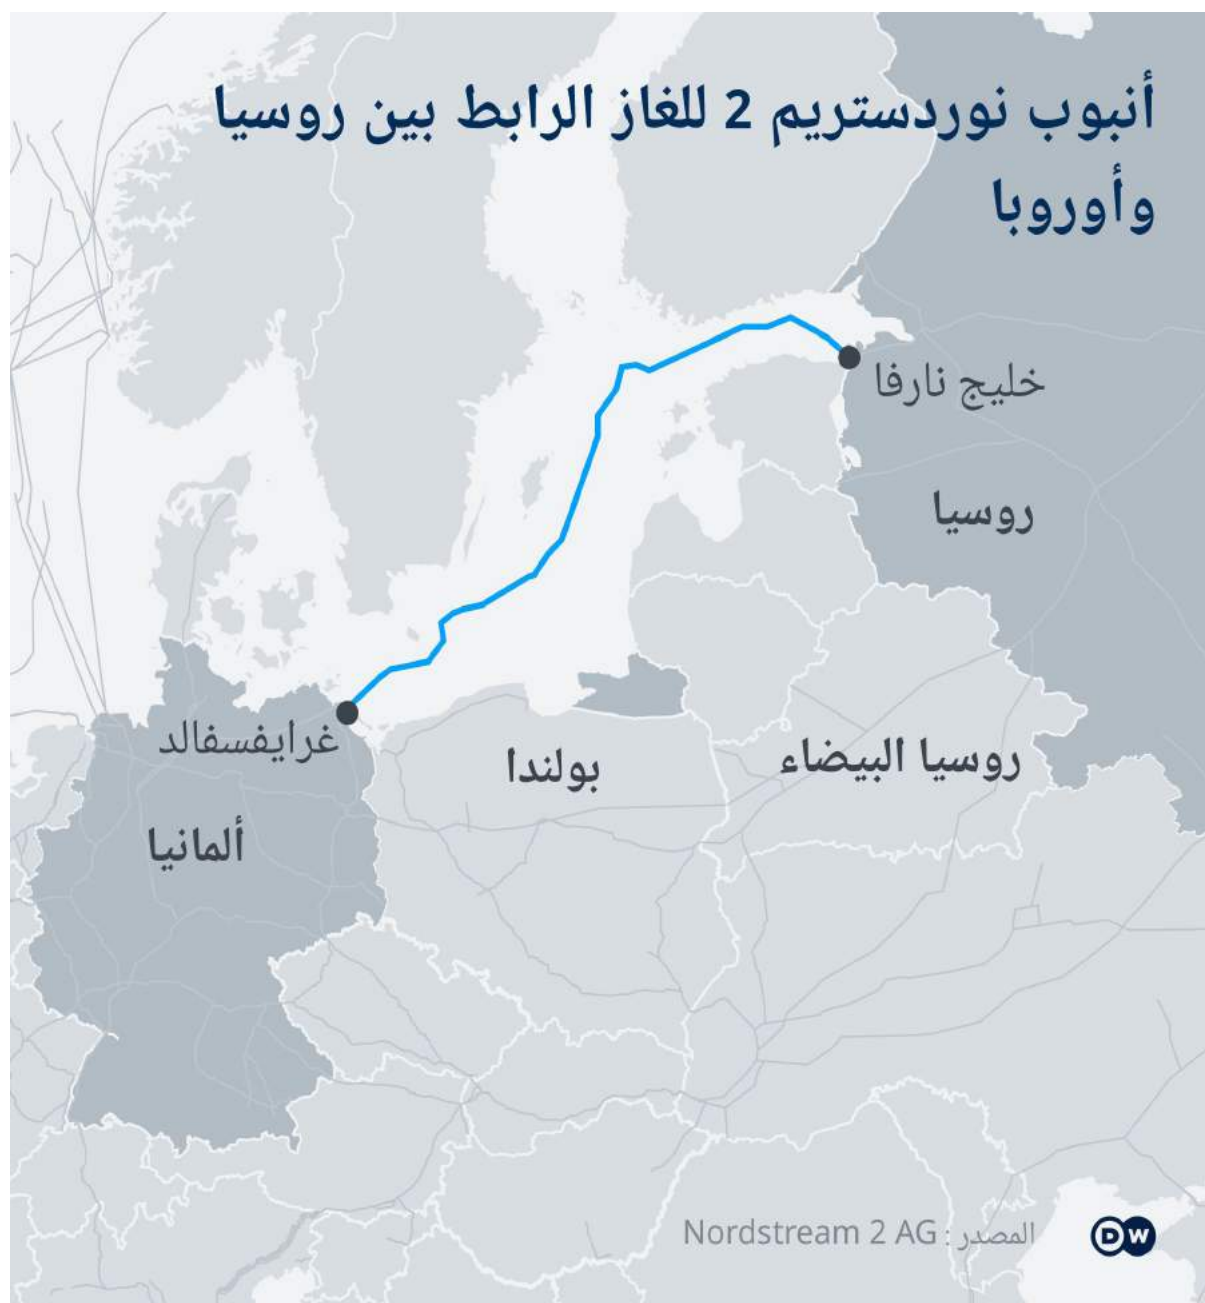 أنبوب نوردستريم 2 للغاز الرابط بين روسيا
وأوروبا
خليج نارفا
روسيا
غرايفسفالد
بولندا
روسيا البيضاء
ألمانيا
المصدر : Nordstream 2 AG
DW